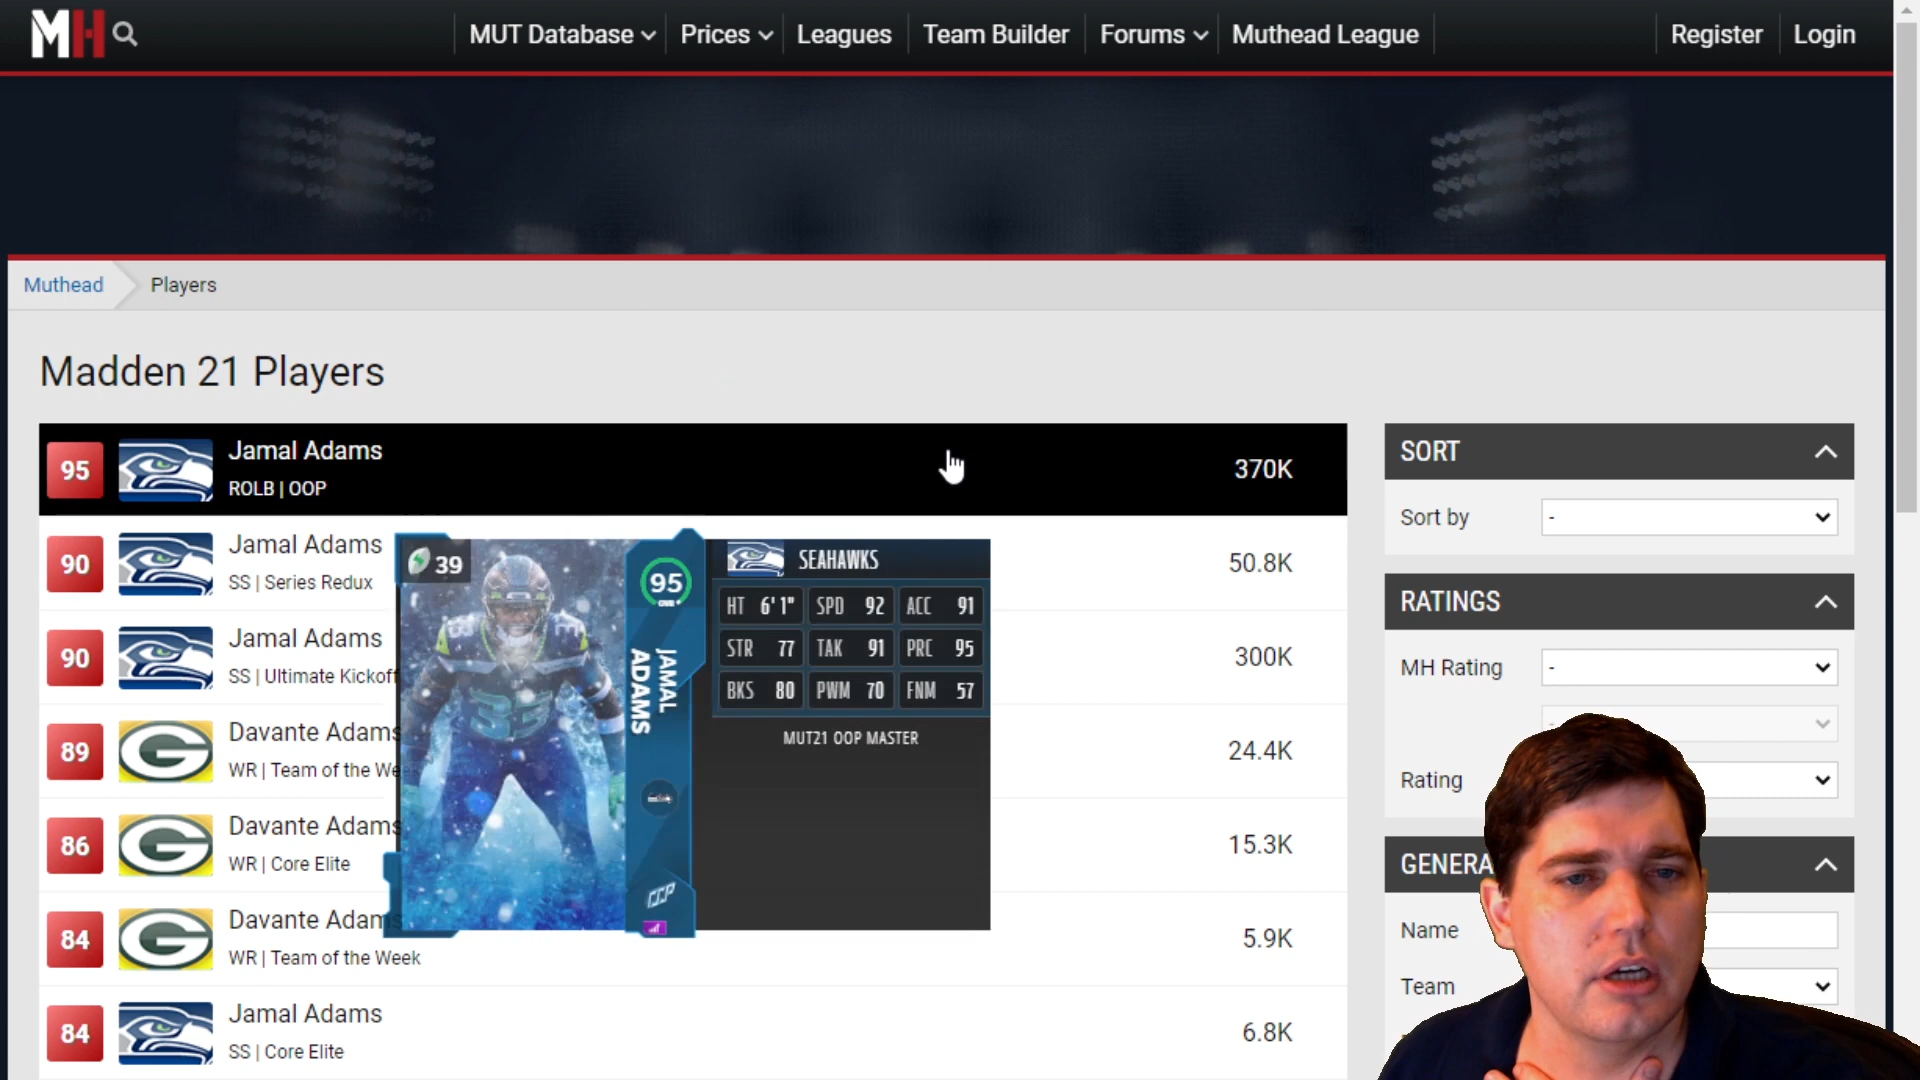 MH
MUT Database
Prices
Leagues
Team Builder
Forums
Muthead League
Register
Login
Muthead
Players
Madden 21 Players
95
Jamal Adams
ROLB | OOP
370K
90
Jamal Adams
SS | Series Redux
50.8K
90
Jamal Adams
SS | Ultimate Kickoff
300K
89
Davante Adams
WR | Team of the We
24.4K
86
Davante Adams
WR | Core Elite
15.3K
84
Davante Adams
WR | Team of the Week
5.9K
84
Jamal Adams
SS | Core Elite
6.8K
39
95
OVR
JAMAL
ADAMS
SEAHAWKS
HT 6'1" SPD 92 ACC 91
STR 77 TAK 91 PRC 95
BKS 80 PWM 70 FNM 57
MUT21 OOP MASTER
SORT
Sort by
-
RATINGS
MH Rating
-
-
Rating
GENERA
Name
Team